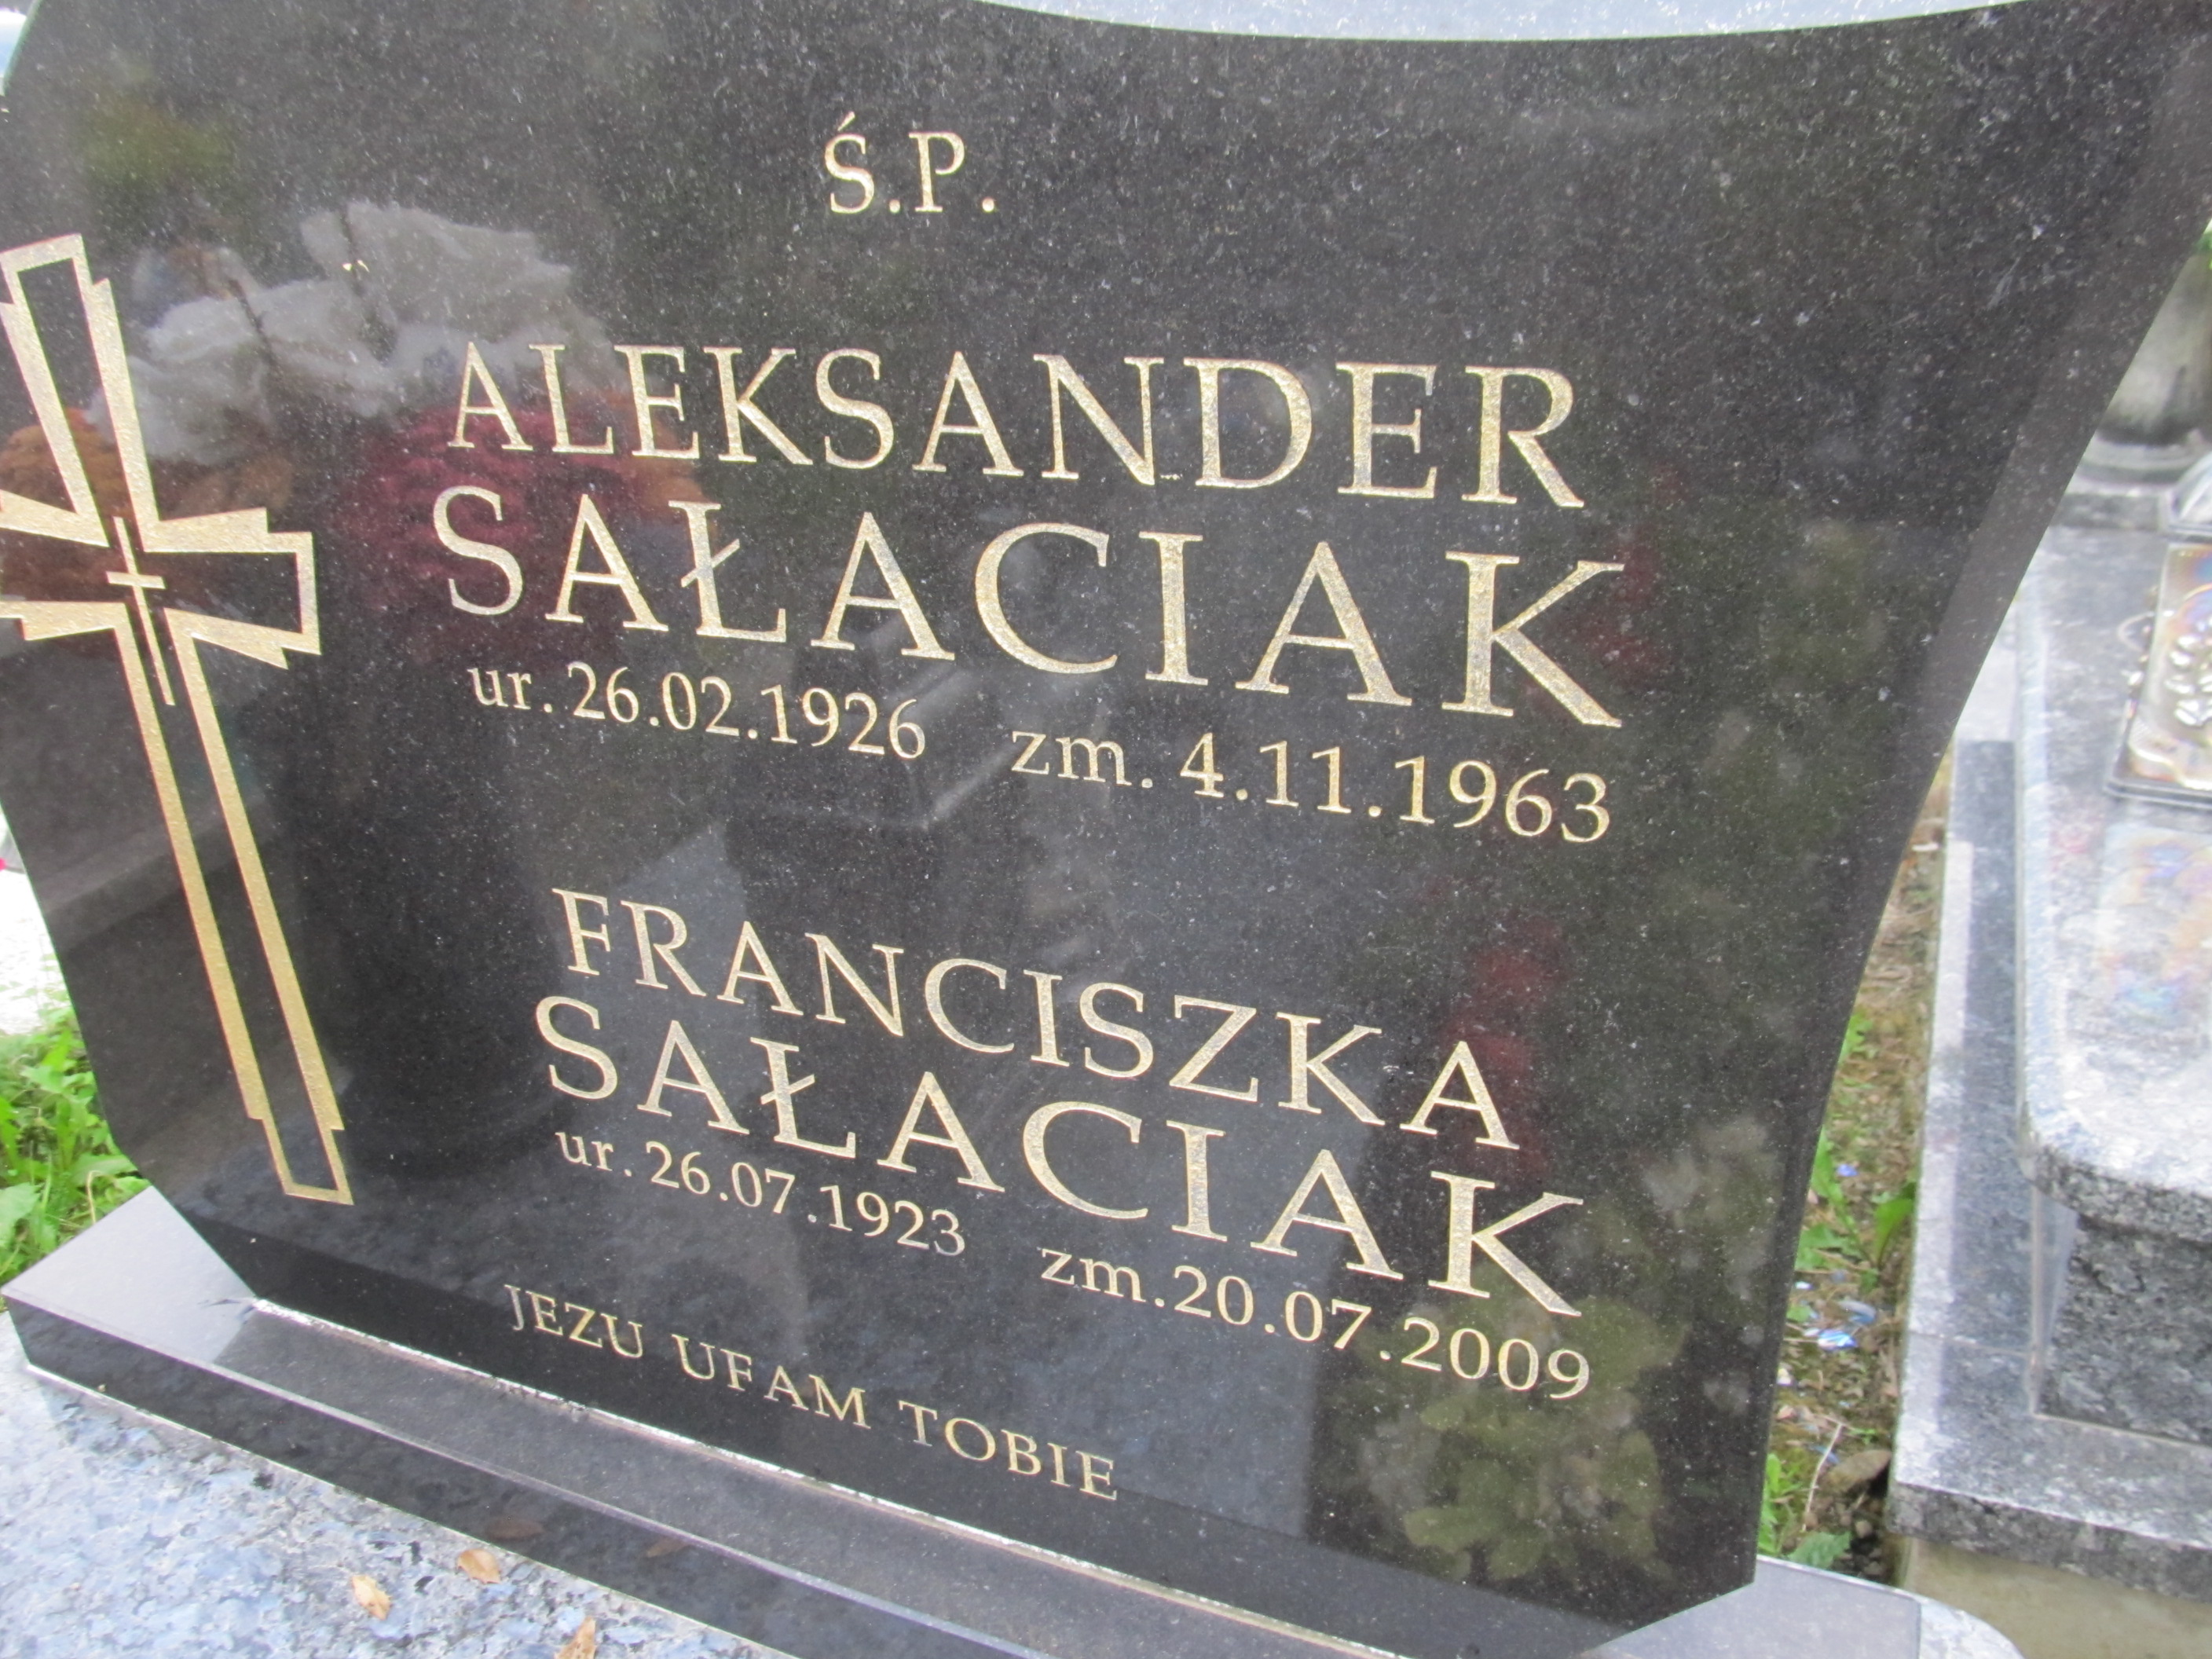 Ś.P.
ALEKSANDER
SAŁACIAK
ur. 26.02.1926 zm. 4.11.1963
FRANCISZKA
SAŁACIAK
ur. 26.07.1923 zm. 20.07.2009
JEZU UFAM TOBIE